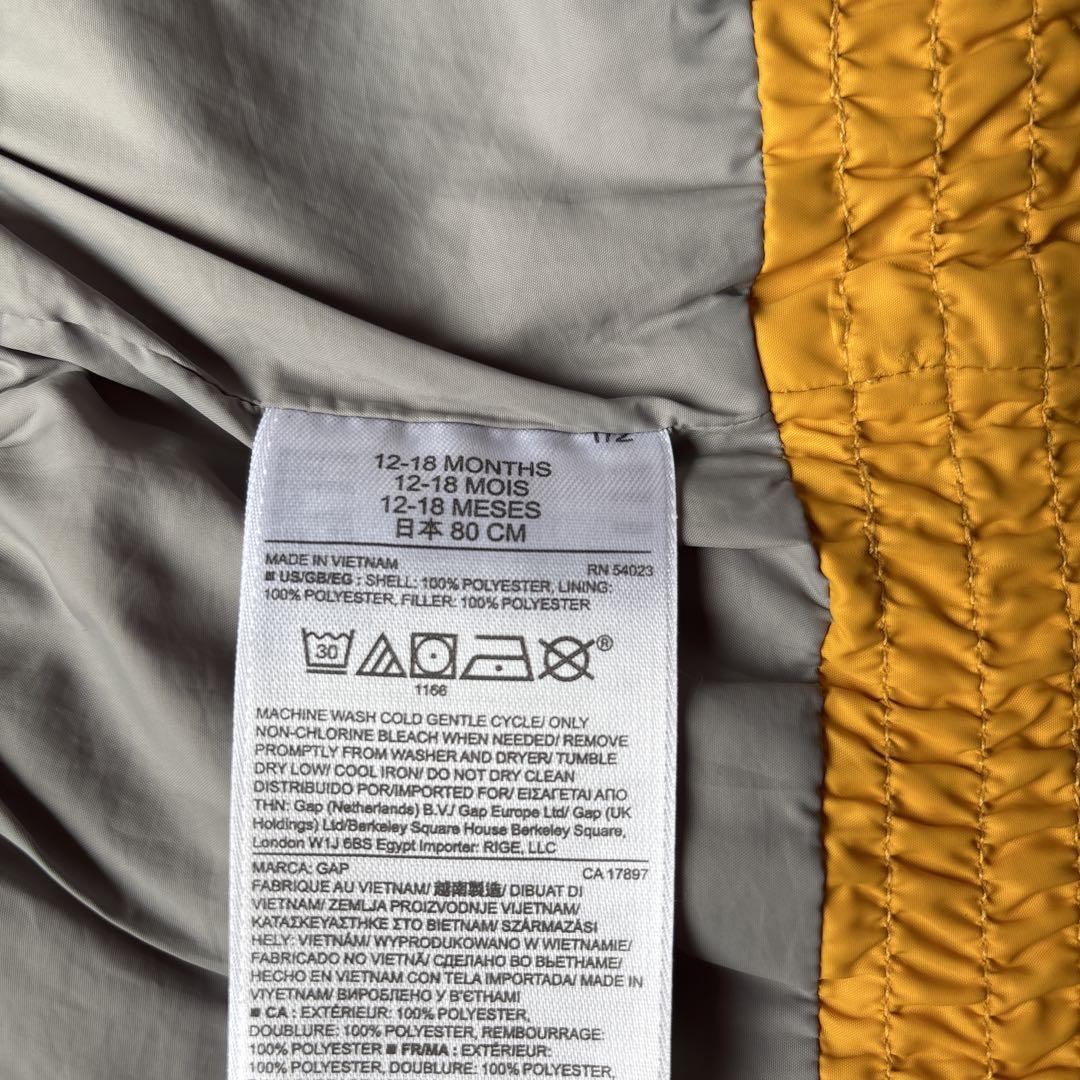 12-18 MONTHS
12-18 MOIS
12-18 MESES
日本 80 CM
MADE IN VIETNAM
RN 54023
■ US/GB/EG : SHELL: 100% POLYESTER, LINING:
100% POLYESTER, FILLER: 100% POLYESTER
30
®
1166
MACHINE WASH COLD GENTLE CYCLE/ ONLY
NON-CHLORINE BLEACH WHEN NEEDED/ REMOVE
PROMPTLY FROM WASHER AND DRYER/ TUMBLE
DRY LOW/ COOL IRON/ DO NOT DRY CLEAN
DISTRIBUIDO POR/IMPORTED FOR/ ΕΙΣΑΓΕΤΑΙ ΑΠΟ
ΤΗΝ: Gap (Netherlands) B.V./ Gap Europe Ltd/ Gap (UK
Holdings) Ltd/Berkeley Square House Berkeley Square,
London W1J 6BS Egypt Importer: RIGE, LLC
MARCA: GAP
CA 17897
FABRIQUE AU VIETNAM/ 越南製造/ DIBUAT DI
VIETNAM/ ZEMLJA PROIZVODNJE VIJETNAM/
ΚΑΤΑΣΚΕΥΑΣΤΗΚΕ ΣΤΟ ΒΙΕΤΝΑΜ/ SZÁRMAZÁSI
HELY: VIETNÁM/ WYPRODUKOWANO W WIETNAMIE/
FABRICADO NO VIETNÃ/ СДЕЛАНО ВО ВЬЕТНАМЕ/
HECHO EN VIETNAM CON TELA IMPORTADA/ MADE IN
VIYETNAM/ ВИРОБЛЕНО У В'ЄТНАМІ
■ CA : EXTÉRIEUR: 100% POLYESTER,
DOUBLURE: 100% POLYESTER, REMBOURRAGE:
100% POLYESTER ■ FR/MA : EXTÉRIEUR:
100% POLYESTER, DOUBLURE: 100% POLYESTER,